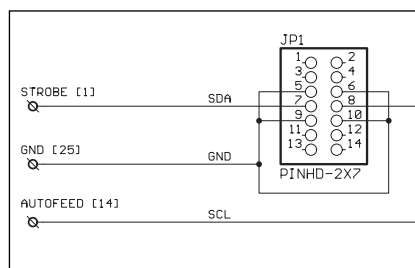 JP1
1 2
3 4
5 6
STROBE [1] SDA 7 8
9 10
11 12
GND [25] GND 13 14
PINHD-2X7
AUTOFEED [14] SCL